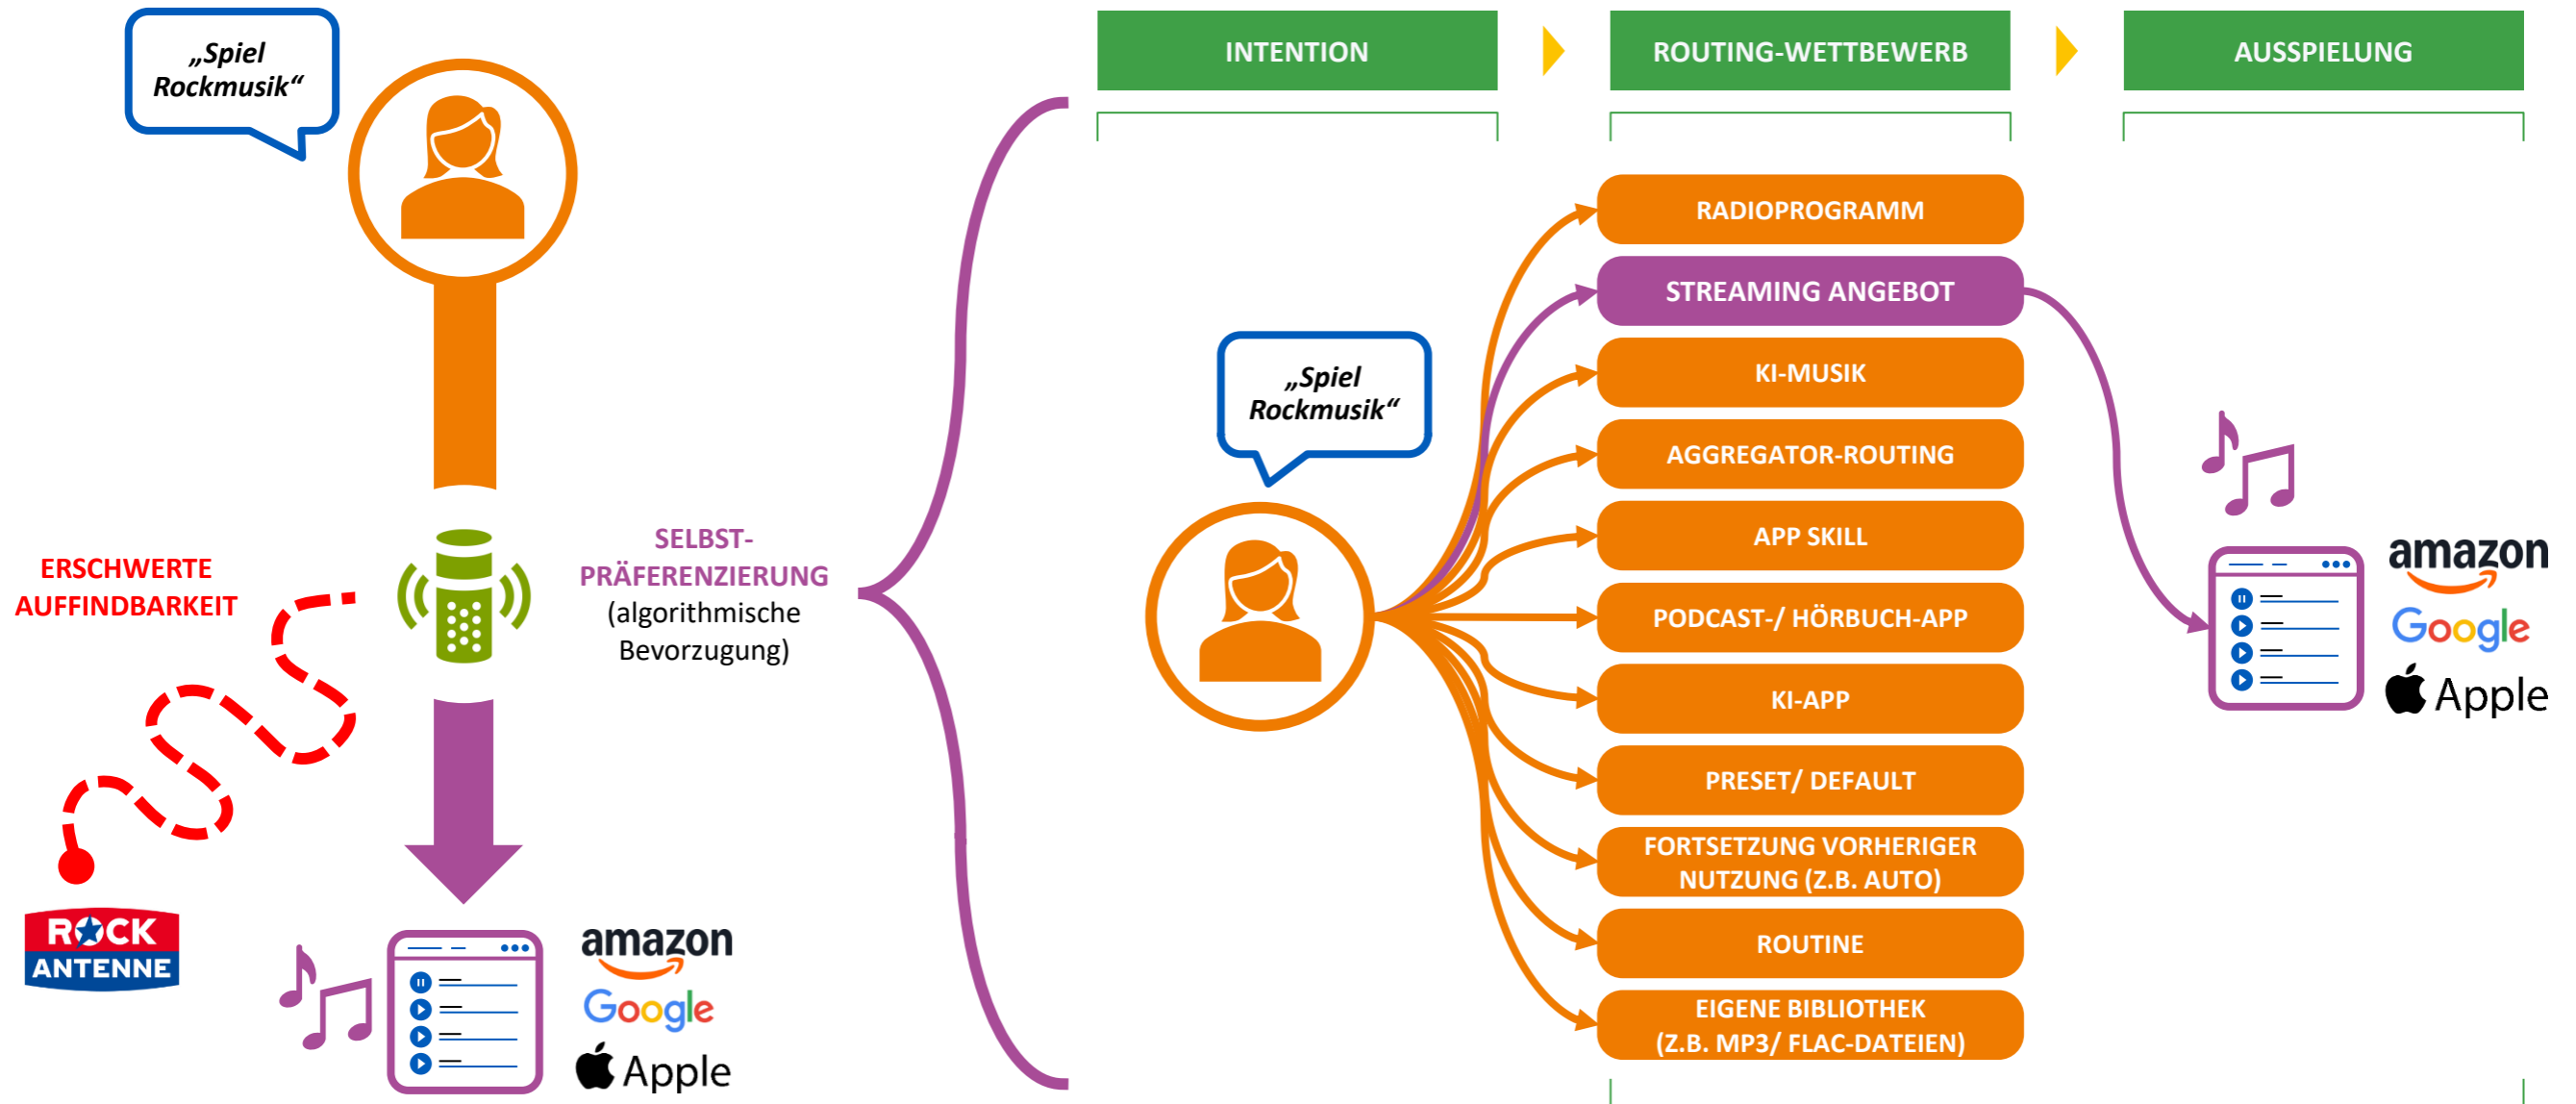 „Spiel
Rockmusik“
ERSCHWERTE
AUFFINDBARKEIT
SELBST-
PRÄFERENZIERUNG
(algorithmische
Bevorzugung)
ROCK
ANTENNE
amazon
Google
Apple
INTENTION
ROUTING-WETTBEWERB
AUSSPIELUNG
„Spiel
Rockmusik“
RADIOPROGRAMM
STREAMING ANGEBOT
KI-MUSIK
AGGREGATOR-ROUTING
APP SKILL
PODCAST-/ HÖRBUCH-APP
KI-APP
PRESET/ DEFAULT
FORTSETZUNG VORHERIGER
NUTZUNG (Z.B. AUTO)
ROUTINE
EIGENE BIBLIOTHEK
(Z.B. MP3/ FLAC-DATEIEN)
amazon
Google
Apple